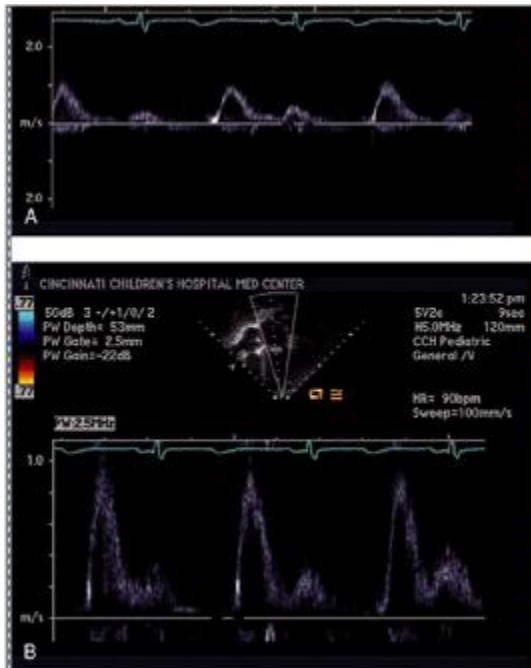 2.0
m/s
2.0
A
CINCINNATI CHILDREN'S HOSPITAL MED CENTER
.77
50dB 3 -/+1/0/2
PW Depth= 53mm
PW Gate= 2.5mm
PW Gain=-22dB
.77
1:23:52 pm
5V2c 9sec
H5.0MHz 120mm
CCH Pediatric
General /V
HR= 90bpm
Sweep=100mm/s
PW:2.5MHz
1.0
m/s
B